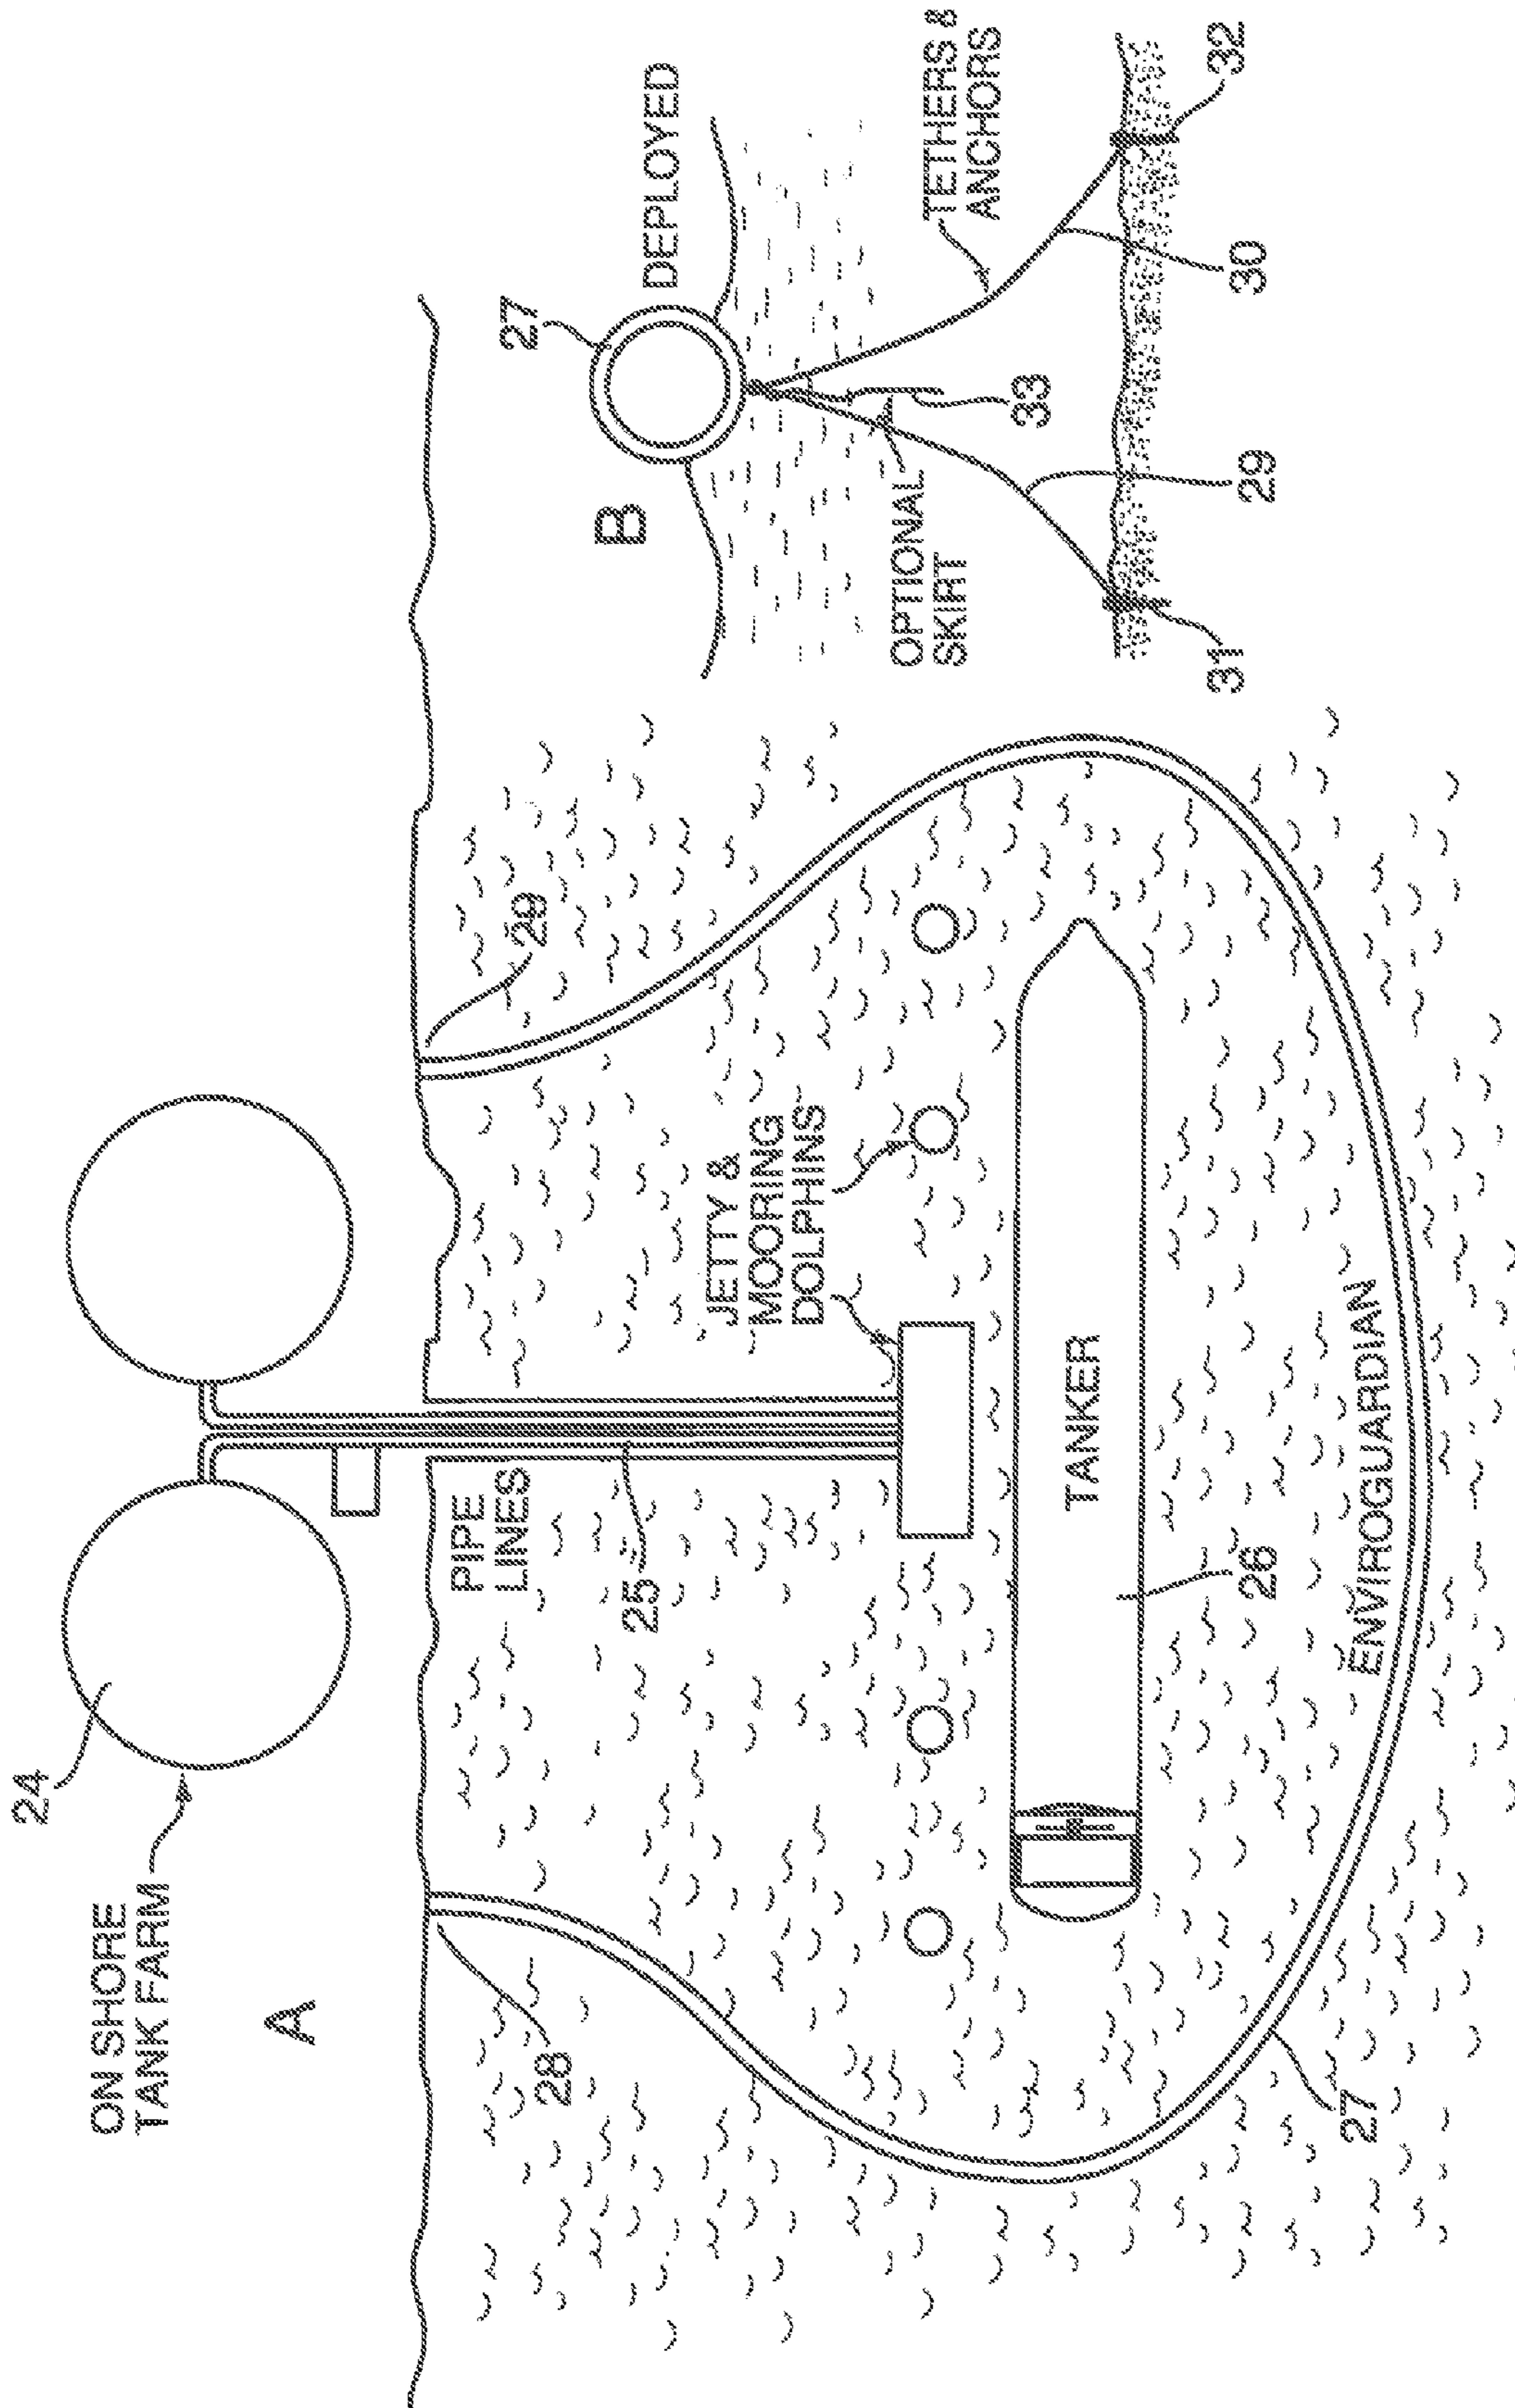 24
ON SHORE
TANK FARM
A
PIPE
LINES
25
28
29
JETTY &
MOORING
DOLPHINS
TANKER
26
ENVIROGUARDIAN
27
B
27
DEPLOYED
OPTIONAL
SKIRT
TETHERS &
ANCHORS
33
29
30
31
32